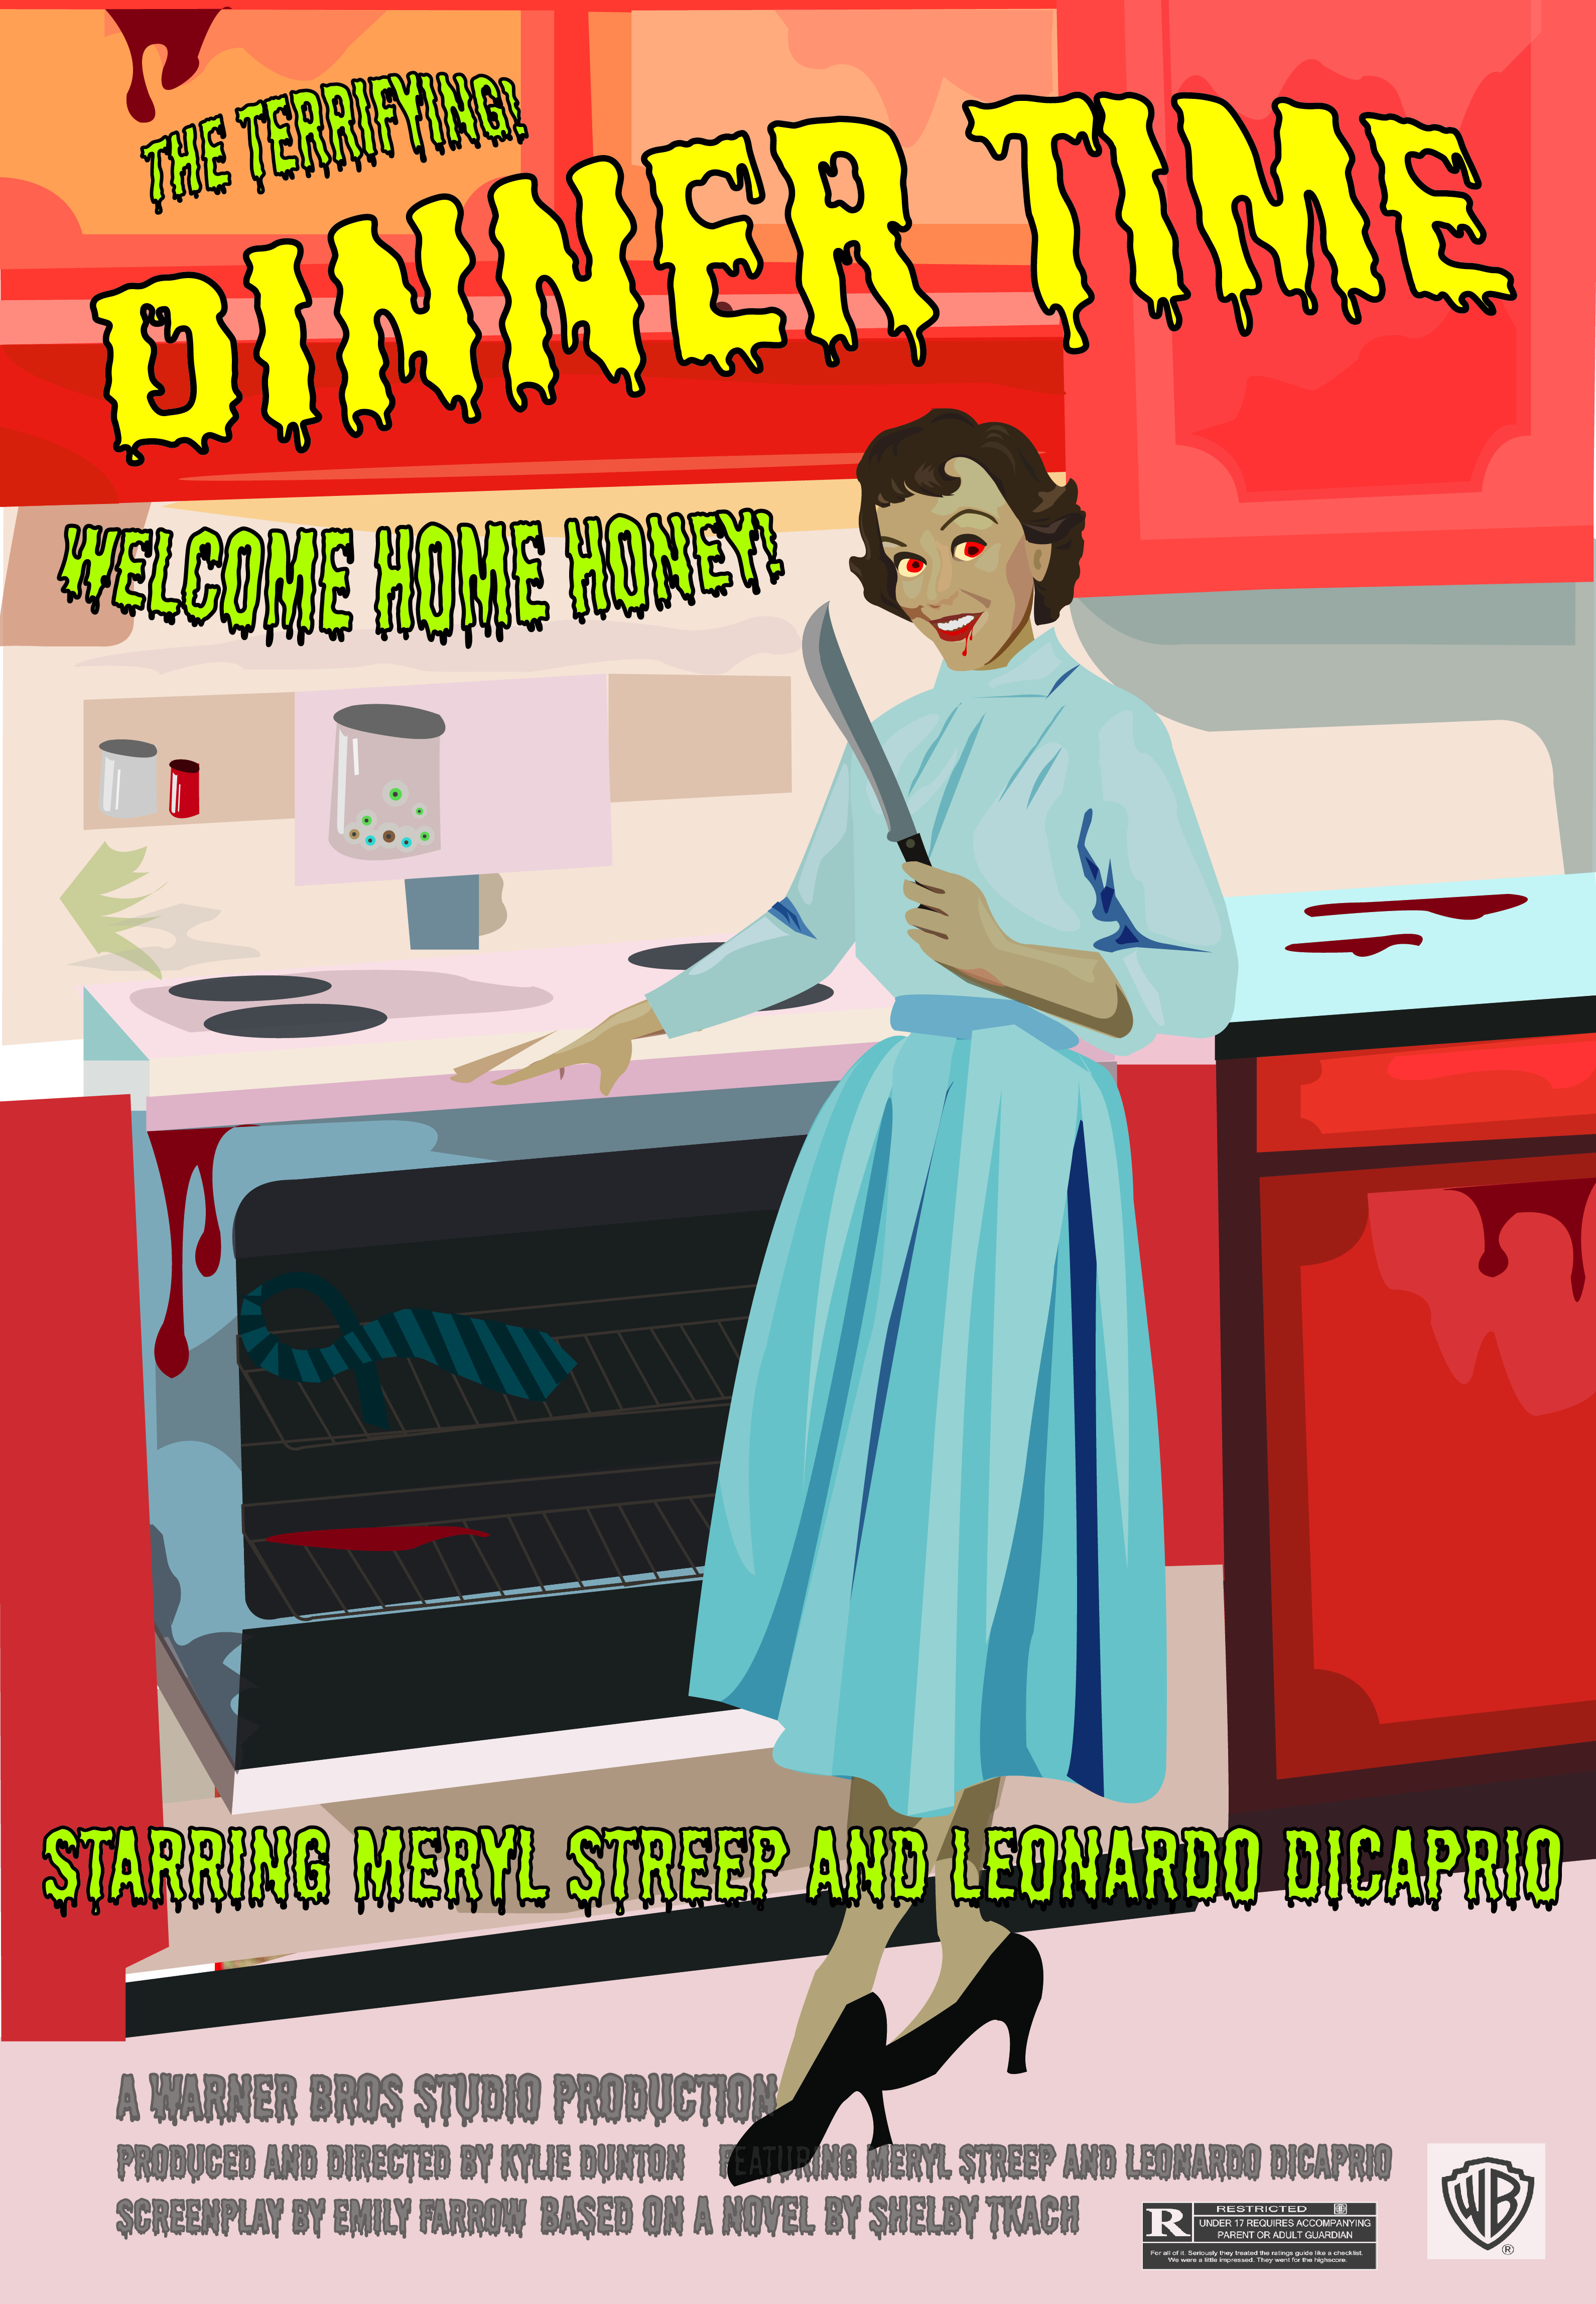 THE TERRIFYING!
DINNER TIME
WELCOME HOME HONEY!
STARRING MERYL STREEP AND LEONARDO DICAPRIO
A WARNER BROS STUDIO PRODUCTION
PRODUCED AND DIRECTED BY KYLIE DUNTON FEATURING MERYL STREEP AND LEONARDO DICAPRIO
SCREENPLAY BY EMILY FARROW BASED ON A NOVEL BY SHELBY TKACH
R
RESTRICTED
UNDER 17 REQUIRES ACCOMPANYING
PARENT OR ADULT GUARDIAN
For all of it. Seriously they treated the ratings guide like a checklist.
We were a little impressed. They went for the highscore.
WB
®